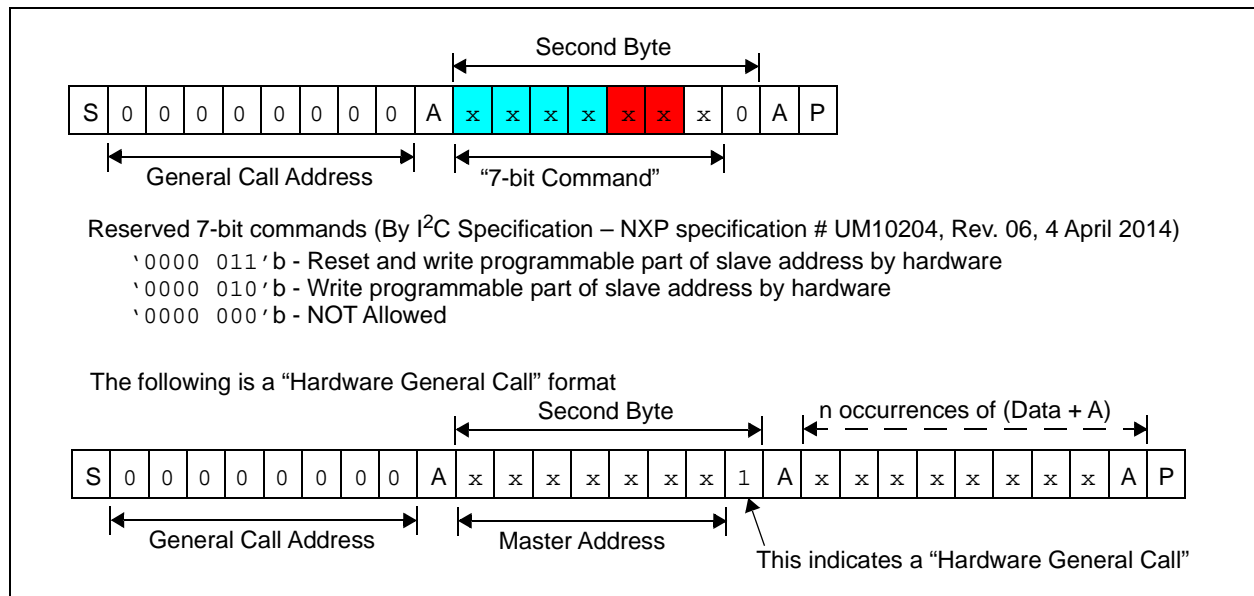 Second Byte
S 0 0 0 0 0 0 0 0 A x x x x x x x 0 A P
General Call Address “7-bit Command”
Reserved 7-bit commands (By I2C Specification – NXP specification # UM10204, Rev. 06, 4 April 2014)
‘0000 011’b - Reset and write programmable part of slave address by hardware
‘0000 010’b - Write programmable part of slave address by hardware
‘0000 000’b - NOT Allowed
The following is a “Hardware General Call” format
Second Byte n occurrences of (Data + A)
S 0 0 0 0 0 0 0 0 A x x x x x x x 1 A x x x x x x x x A P
General Call Address Master Address
This indicates a “Hardware General Call”